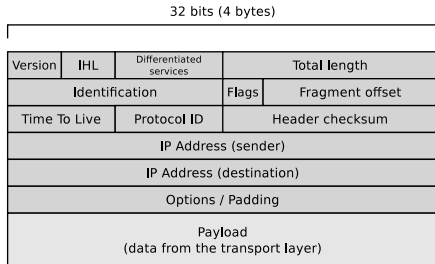 32 bits (4 bytes)
Version IHL Differentiated services Total length
Identification Flags Fragment offset
Time To Live Protocol ID Header checksum
IP Address (sender)
IP Address (destination)
Options / Padding
Payload
(data from the transport layer)